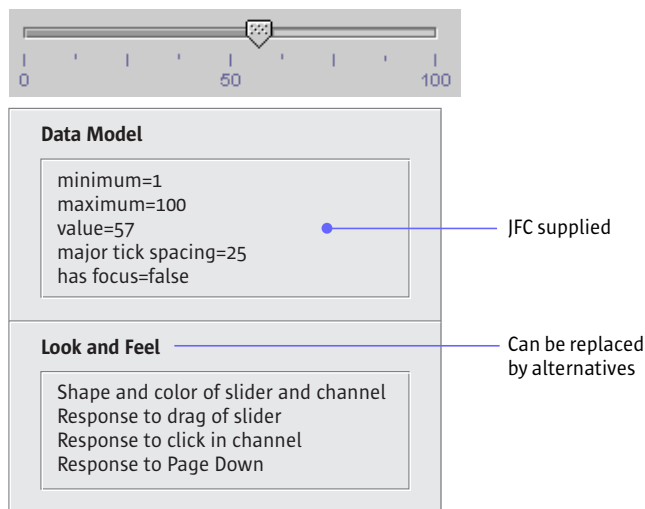 0 50 100
Data Model
minimum=1
maximum=100
value=57
major tick spacing=25
has focus=false
JFC supplied
Look and Feel
Can be replaced
by alternatives
Shape and color of slider and channel
Response to drag of slider
Response to click in channel
Response to Page Down